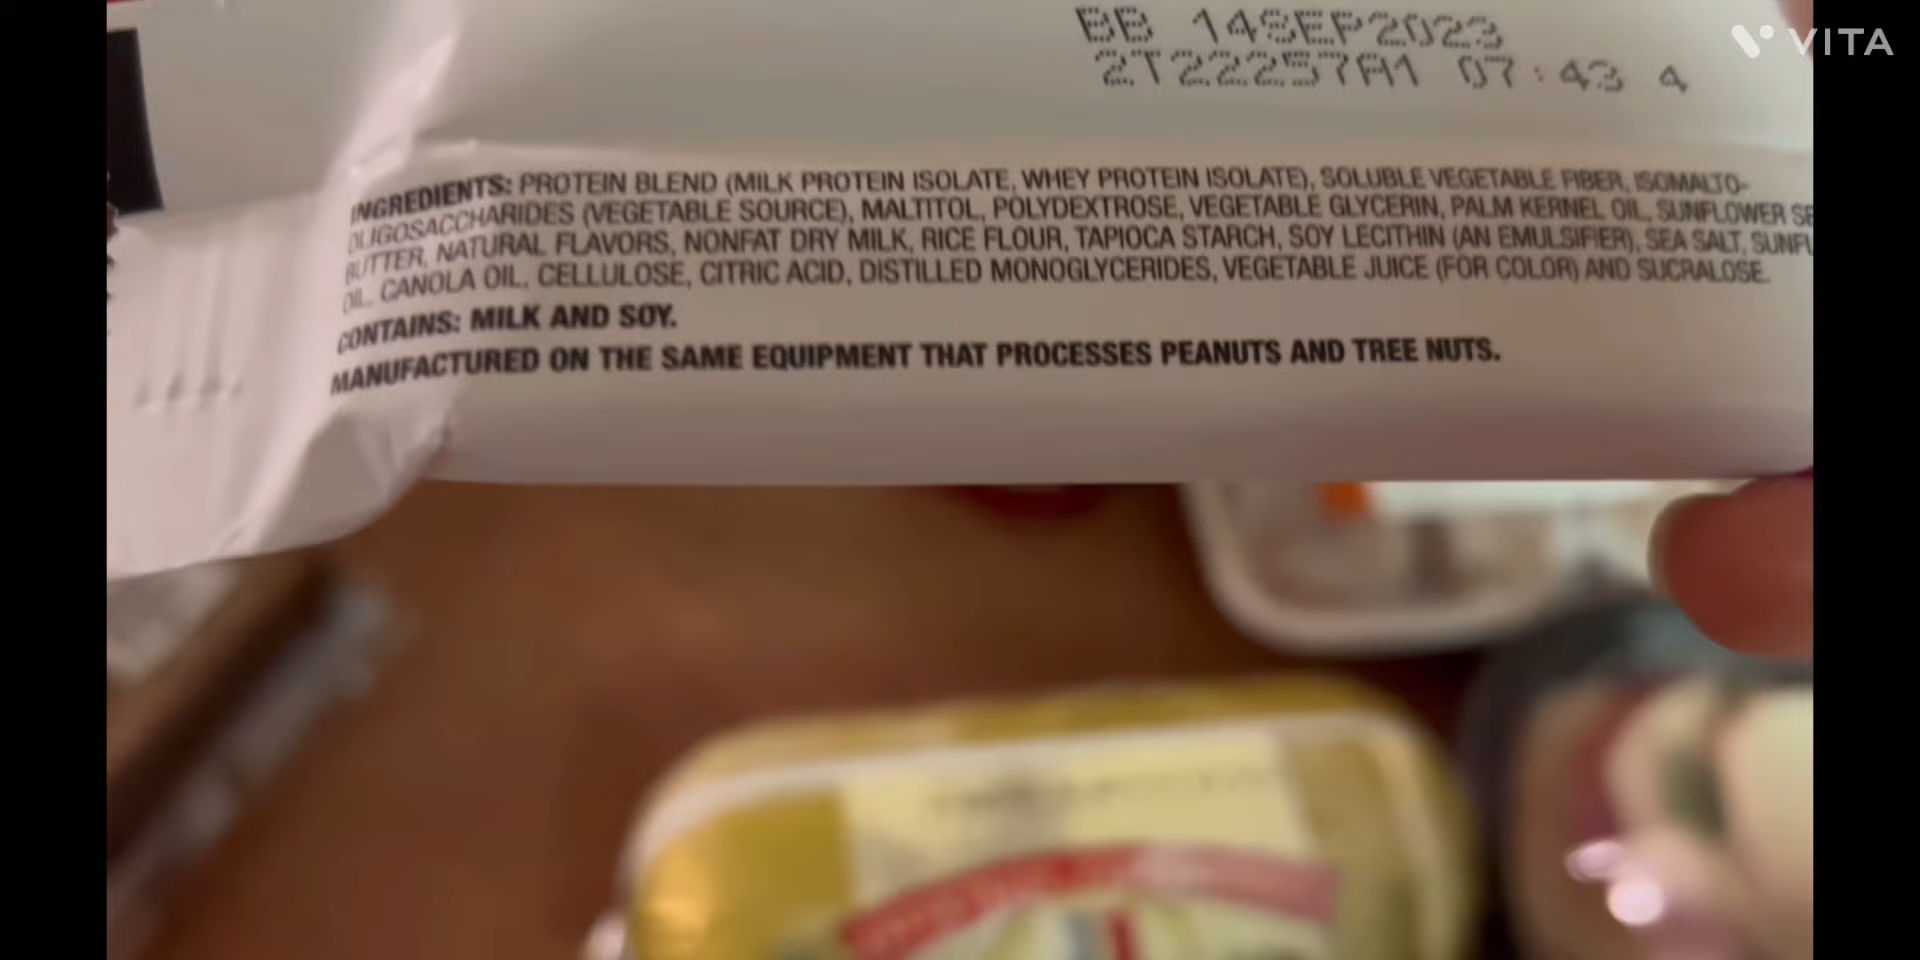 BB 14SEP2023
2T22257A1 07:43 4
VITA
INGREDIENTS: PROTEIN BLEND (MILK PROTEIN ISOLATE, WHEY PROTEIN ISOLATE), SOLUBLE VEGETABLE FIBER, ISOMALTO-
OLIGOSACCHARIDES (VEGETABLE SOURCE), MALTITOL, POLYDEXTROSE, VEGETABLE GLYCERIN, PALM KERNEL OIL, SUNFLOWER SE
BUTTER, NATURAL FLAVORS, NONFAT DRY MILK, RICE FLOUR, TAPIOCA STARCH, SOY LECITHIN (AN EMULSIFIER), SEA SALT, SUNFL
OIL, CANOLA OIL, CELLULOSE, CITRIC ACID, DISTILLED MONOGLYCERIDES, VEGETABLE JUICE (FOR COLOR) AND SUCRALOSE.
CONTAINS: MILK AND SOY.
MANUFACTURED ON THE SAME EQUIPMENT THAT PROCESSES PEANUTS AND TREE NUTS.